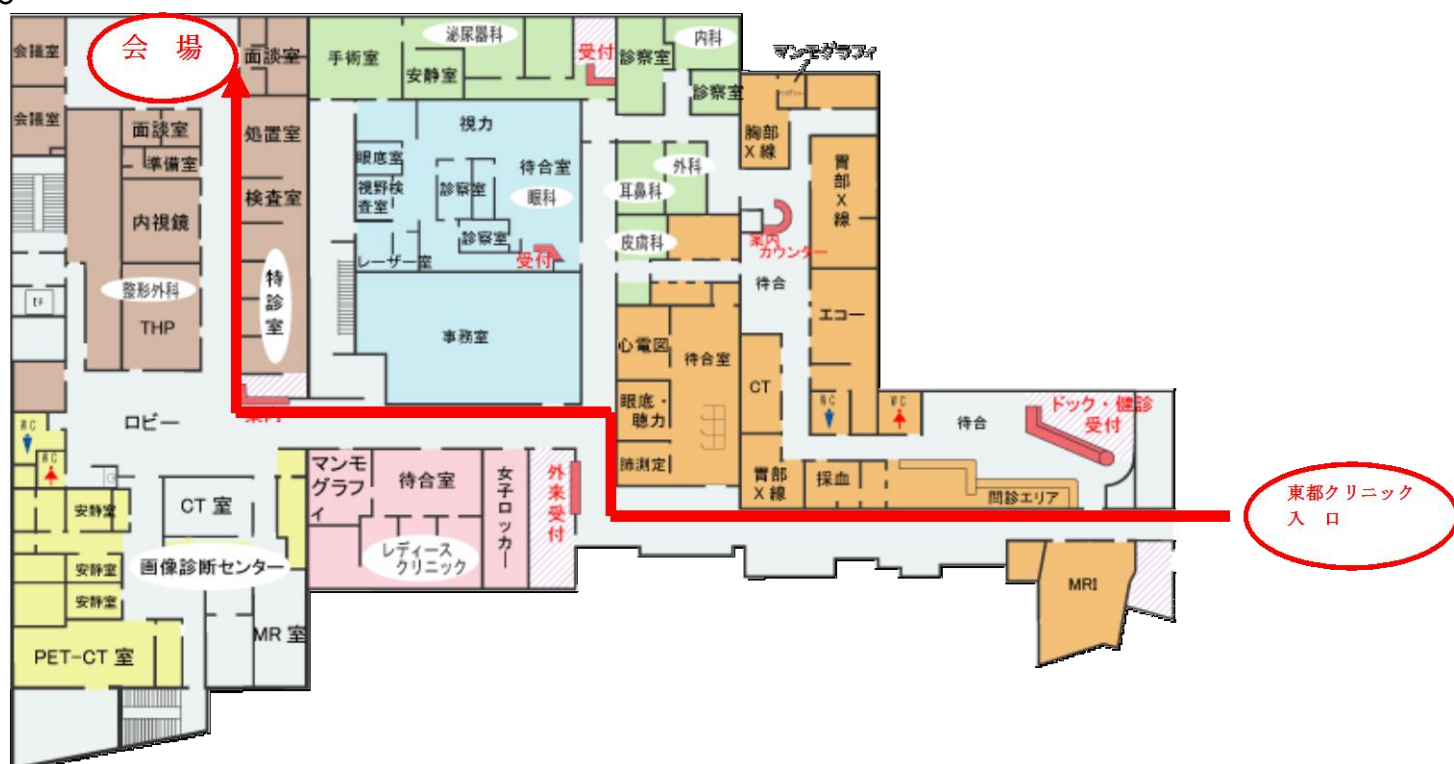 会議室
会　場
面談室
手術室
泌尿器科
安静室
受付
診察室
内科
診察室
マンモグラフィ
会議室
面談室
準備室
処置室
視力
眼底室
待合室
視野検
査室
診察室
眼科
診察室
レーザー室
受付
胸部
X線
胃部
X
線
外科
耳鼻科
皮膚科
案内
カウンター
待合
検査室
内視鏡
整形外科
THP
特
診
室
事務室
心電図
待合室
エコー
CT
眼底・
聴力
肺測定
WC
WC
待合
ドック・健診
受付
ロビー
案内
WC
WC
マンモ
グラフ
ィ
待合室
女子ロッカー
外来受付
レディース
クリニック
胃部
X線
採血
問診エリア
東都クリニック
入　口
安静室
CT 室
画像診断センター
安静室
安静室
MR 室
PET-CT 室
MRI